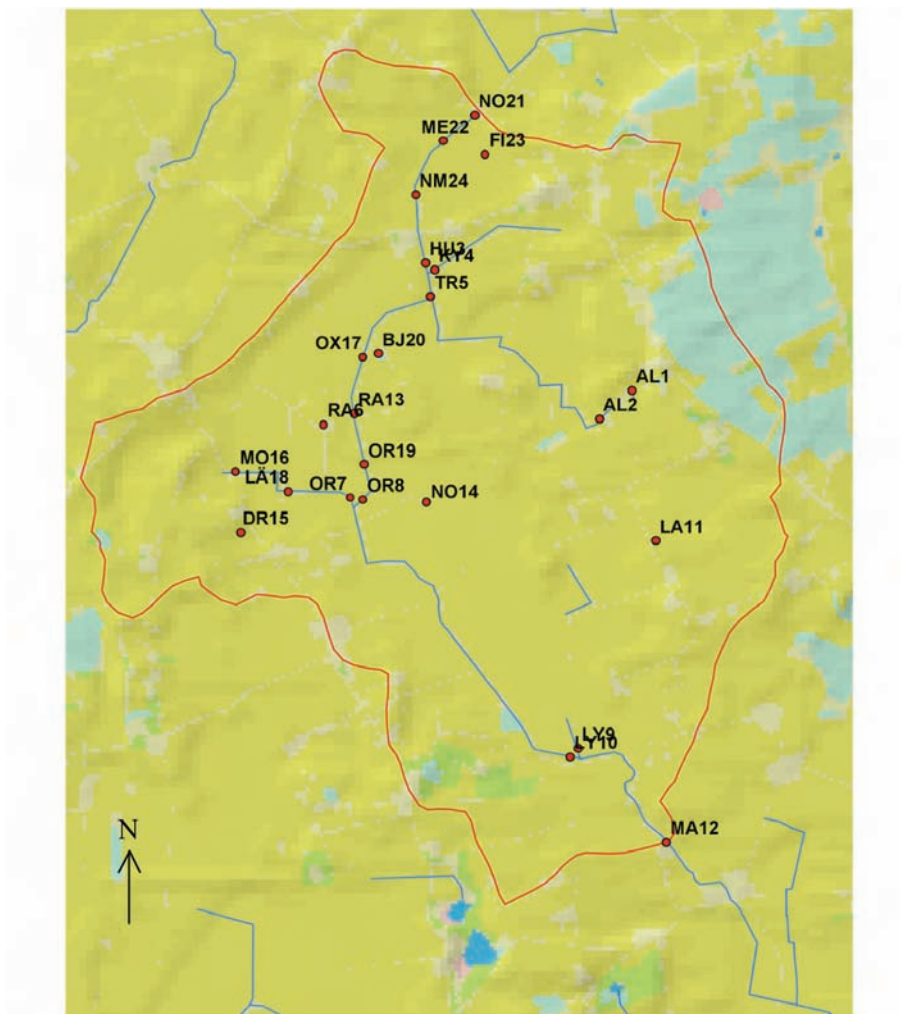 NO21
ME22
FI23
NM24
HU3
KY4
TR5
OX17
BJ20
AL1
RA13
AL2
RA6
OR19
MO16
LÄ18
OR7
OR8
NO14
DR15
LA11
LY9
LY10
N
MA12